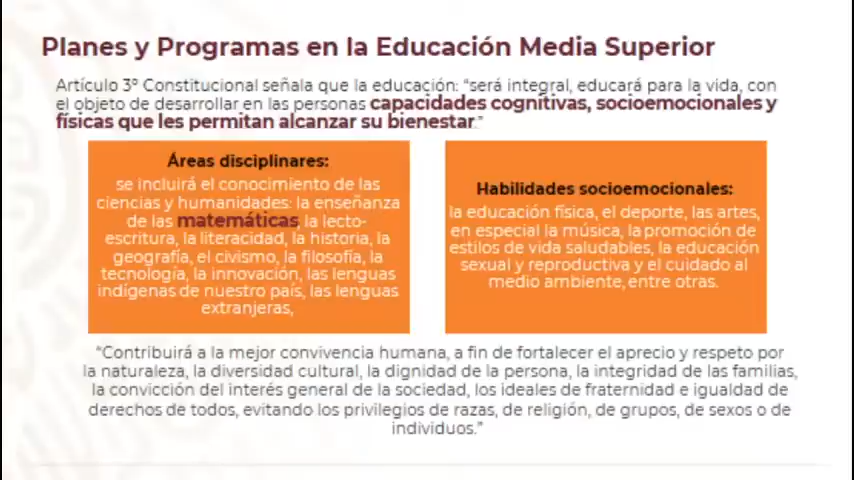 Planes y Programas en la Educación Media Superior
Artículo 3º Constitucional señala que la educación: “será integral, educará para la vida, con
el objeto de desarrollar en las personas capacidades cognitivas, socioemocionales y
físicas que les permitan alcanzar su bienestar.”
Áreas disciplinares:
se incluirá el conocimiento de las
ciencias y humanidades: la enseñanza
de las matemáticas, la lecto-
escritura, la literacidad, la historia, la
geografía, el civismo, la filosofía, la
tecnología, la innovación, las lenguas
indígenas de nuestro país, las lenguas
extranjeras,
Habilidades socioemocionales:
la educación física, el deporte, las artes,
en especial la música, la promoción de
estilos de vida saludables, la educación
sexual y reproductiva y el cuidado al
medio ambiente, entre otras.
“Contribuirá a la mejor convivencia humana, a fin de fortalecer el aprecio y respeto por
la naturaleza, la diversidad cultural, la dignidad de la persona, la integridad de las familias,
la convicción del interés general de la sociedad, los ideales de fraternidad e igualdad de
derechos de todos, evitando los privilegios de razas, de religión, de grupos, de sexos o de
individuos.”